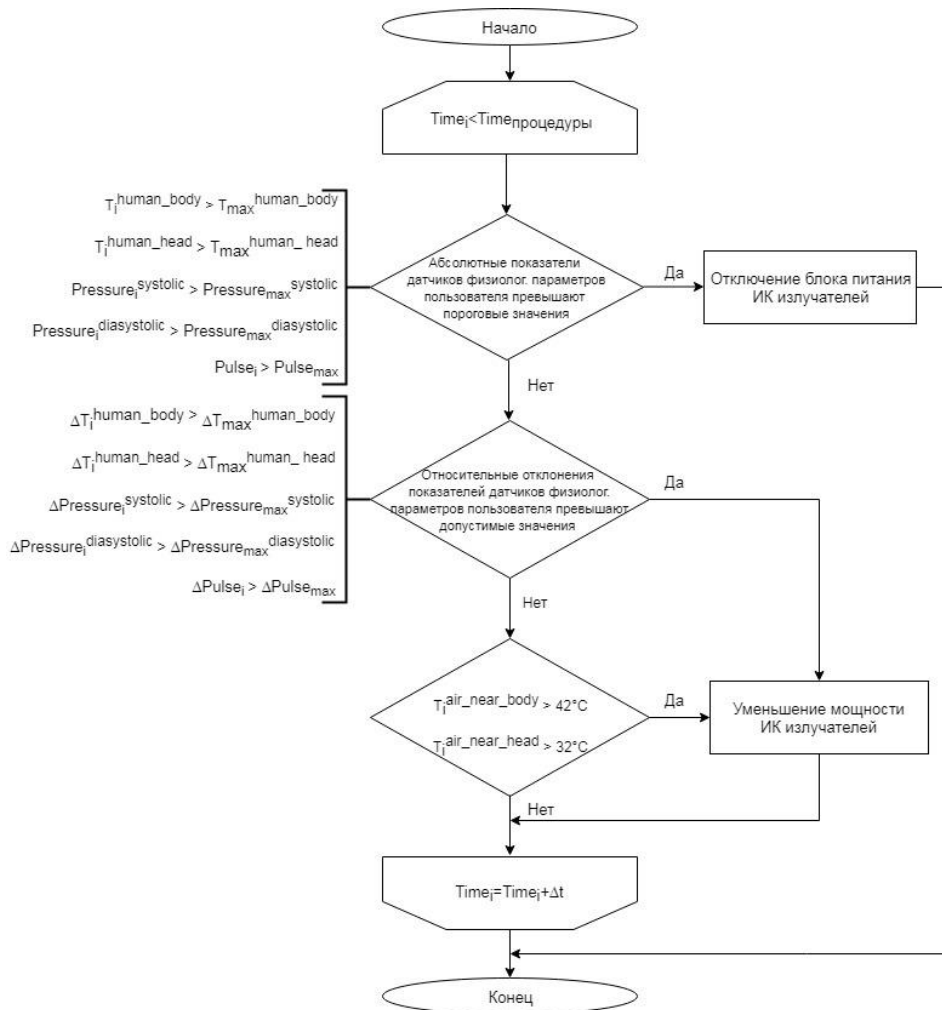 Начало
Timeᵢ<Timeпроцедуры
Tᵢ^human_body > Tmax^human_body
Tᵢ^human_head > Tmax^human_ head
Pressureᵢ^systolic > Pressuremax^systolic
Pressureᵢ^diasystolic > Pressuremax^diasystolic
Pulseᵢ > Pulsemax
Абсолютные показатели
датчиков физиолог. параметров
пользователя превышают
пороговые значения
Да
Отключение блока питания
ИК излучателей
Нет
ΔTᵢ^human_body > ΔTmax^human_body
ΔTᵢ^human_head > ΔTmax^human_ head
ΔPressureᵢ^systolic > ΔPressuremax^systolic
ΔPressureᵢ^diasystolic > ΔPressuremax^diasystolic
ΔPulseᵢ > ΔPulsemax
Относительные отклонения
показателей датчиков физиолог.
параметров пользователя превышают
допустимые значения
Да
Нет
Tᵢ^air_near_body > 42°C
Tᵢ^air_near_head > 32°C
Да
Уменьшение мощности
ИК излучателей
Нет
Timeᵢ=Timeᵢ+Δt
Конец